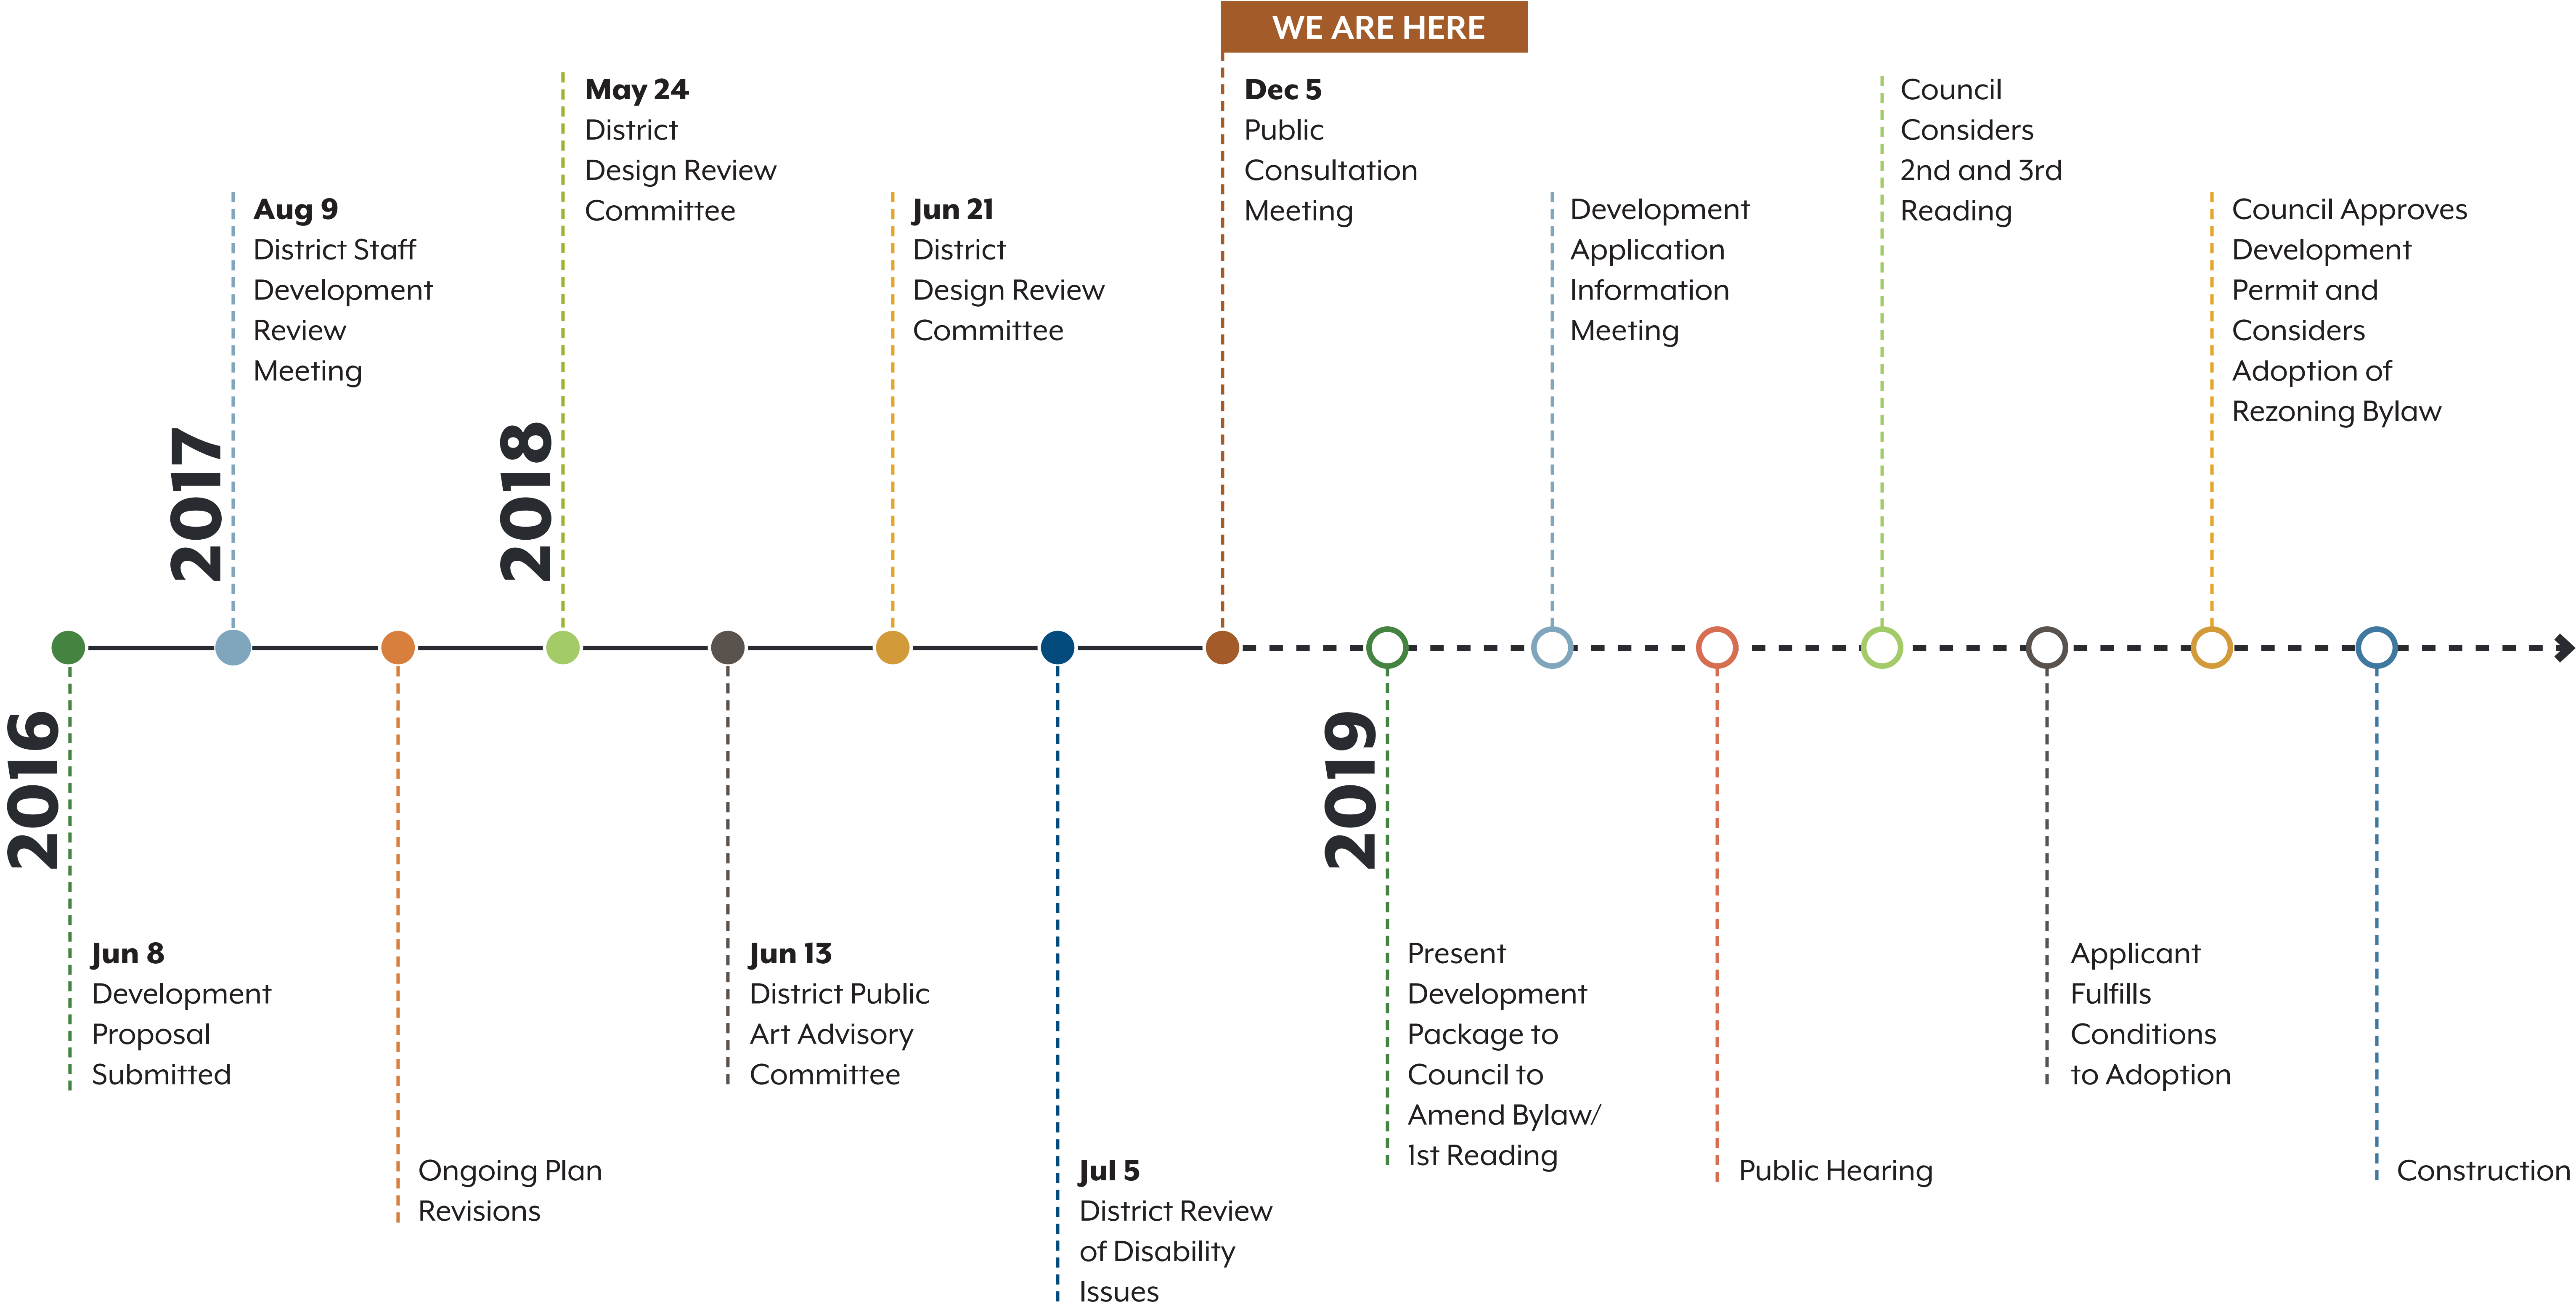 WE ARE HERE
2016
Jun 8
Development
Proposal
Submitted
2017
Aug 9
District Staff
Development
Review
Meeting
Ongoing Plan
Revisions
2018
May 24
District
Design Review
Committee
Jun 13
District Public
Art Advisory
Committee
Jun 21
District
Design Review
Committee
Jul 5
District Review
of Disability
Issues
Dec 5
Public
Consultation
Meeting
2019
Present
Development
Package to
Council to
Amend Bylaw/
1st Reading
Development
Application
Information
Meeting
Public Hearing
Council
Considers
2nd and 3rd
Reading
Applicant
Fulfills
Conditions
to Adoption
Council Approves
Development
Permit and
Considers
Adoption of
Rezoning Bylaw
Construction